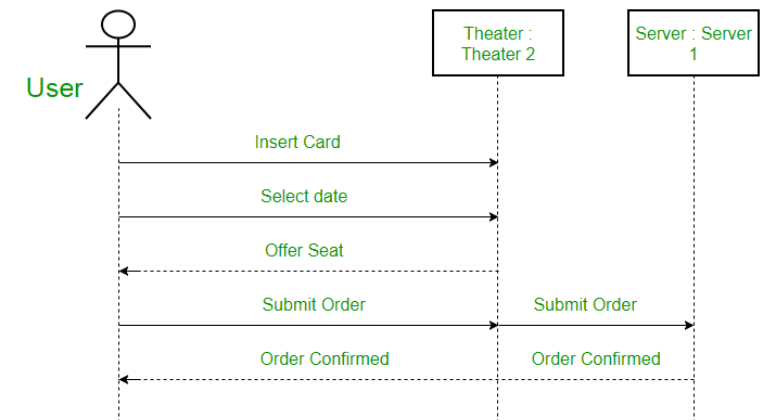 Theater :
Theater 2
Server : Server
1
User
Insert Card
Select date
Offer Seat
Submit Order
Submit Order
Order Confirmed
Order Confirmed